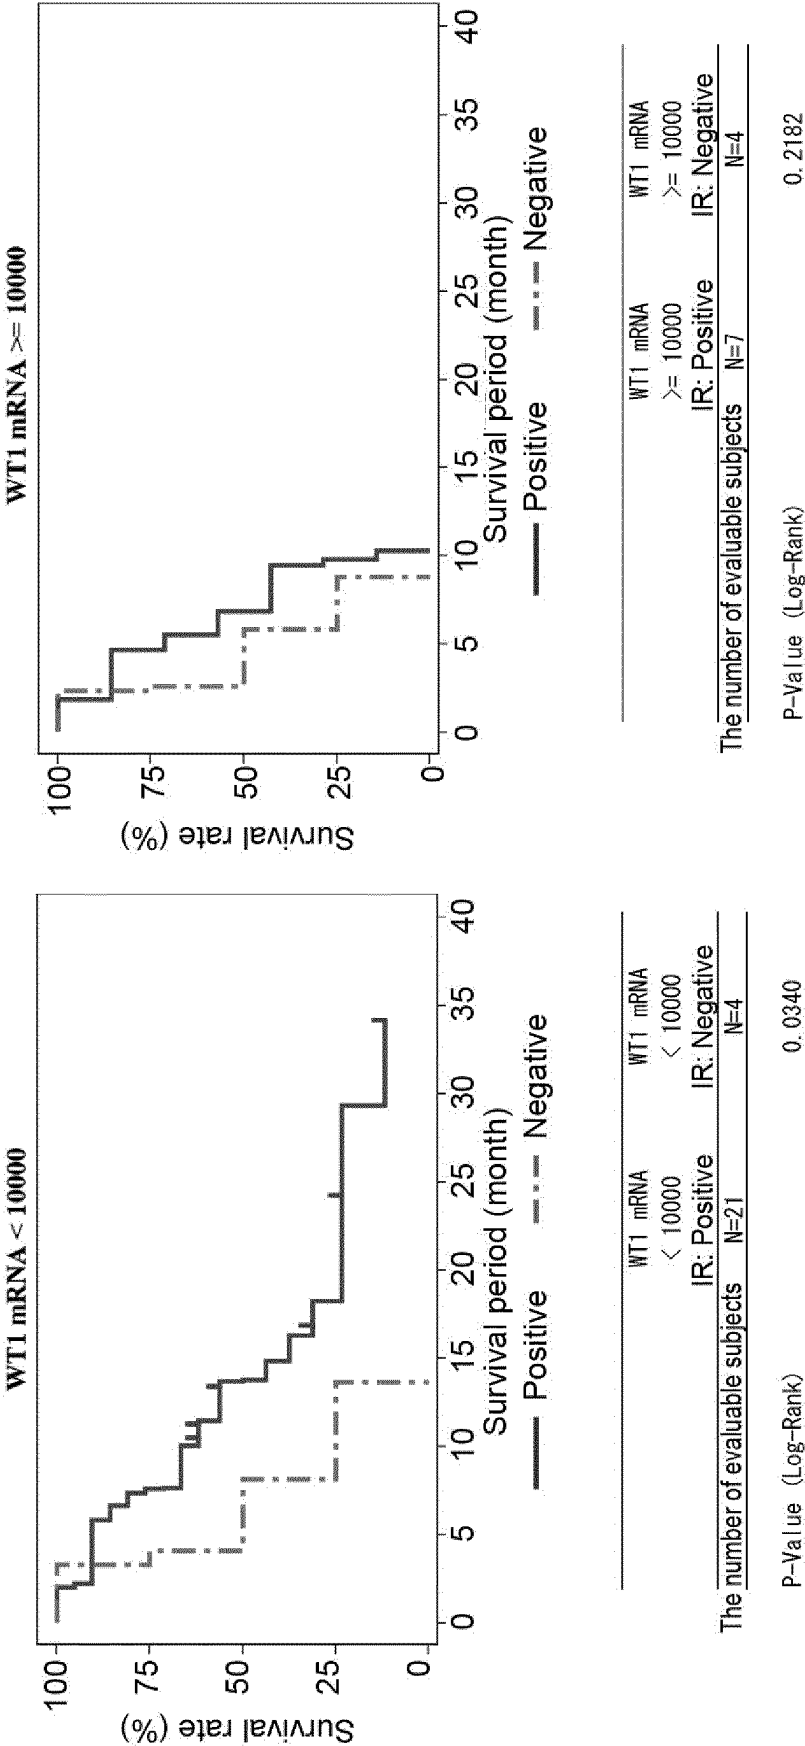 WT1 mRNA < 10000
Survival rate (%)
100
75
50
25
0
0 5 10 15 20 25 30 35 40
Survival period (month)
Positive Negative
WT1 mRNA WT1 mRNA
< 10000 < 10000
IR: Positive IR: Negative
The number of evaluable subjects N=21 N=4
P-Value (Log-Rank) 0.0340
WT1 mRNA >= 10000
Survival rate (%)
100
75
50
25
0
0 5 10 15 20 25 30 35 40
Survival period (month)
Positive Negative
WT1 mRNA WT1 mRNA
>= 10000 >= 10000
IR: Positive IR: Negative
The number of evaluable subjects N=7 N=4
P-Value (Log-Rank) 0.2182